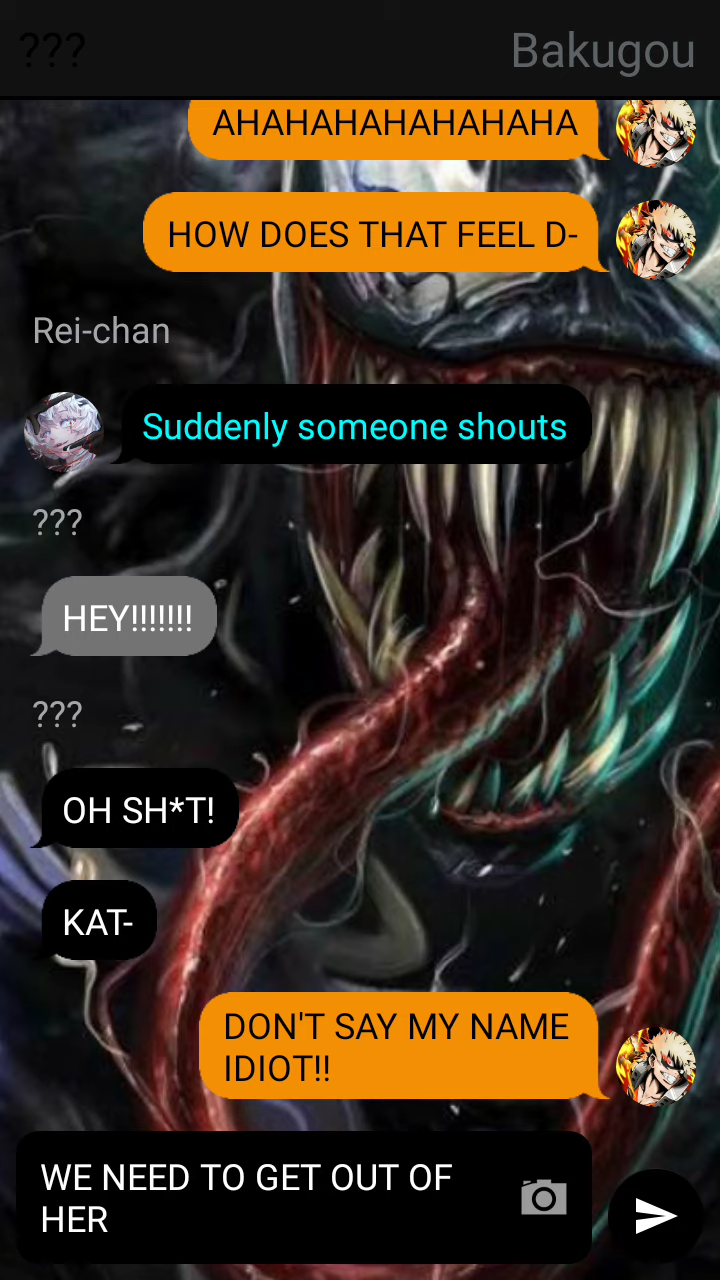 ???
Bakugou
AHAHAHAHAHAHAHA
HOW DOES THAT FEEL D-
Rei-chan
Suddenly someone shouts
???
HEY!!!!!!!
???
OH SH*T!
KAT-
DON'T SAY MY NAME
IDIOT!!
WE NEED TO GET OUT OF
HER